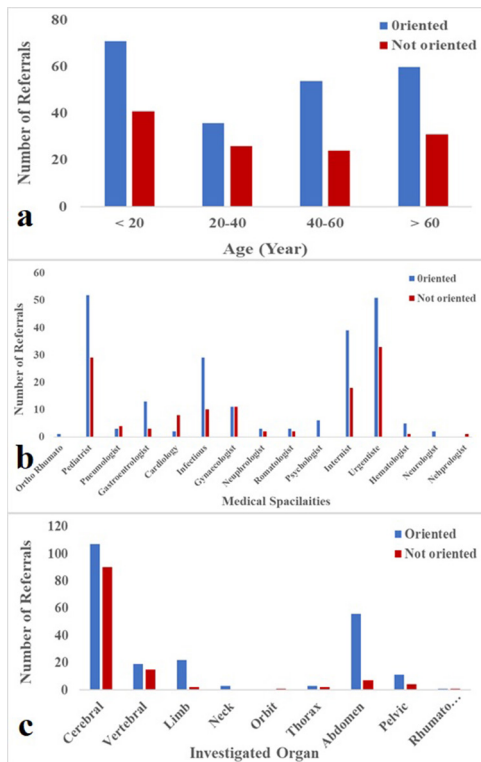 80
0riented
Not oriented
60
40
20
0
Number of Referrals
< 20
20-40
40-60
> 60
Age (Year)
a
60
0riented
Not oriented
50
40
30
20
10
0
Number of Referrals
Ortho Rhumato
Pediatrist
Pneumologist
Gastroentrologist
Cardiology
Infectious
Gynaecologist
Nephrologist
Romatologist
Psychologist
Internist
Urgentiste
Hematologist
Neurologist
Nehprologist
Medical Spacilaities
b
120
Oriented
Not oriented
100
80
60
40
20
0
Number of Referrals
Cerebral
Vertebral
Limb
Neck
Orbit
Thorax
Abdomen
Pelvic
Rhumato...
Investigated Organ
c